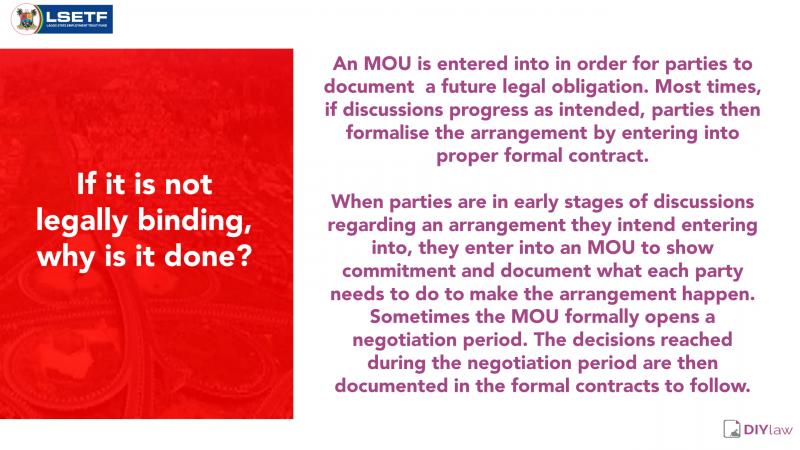 LSETF
LAGOS STATE EMPLOYMENT TRUST FUND
If it is not
legally binding,
why is it done?
An MOU is entered into in order for parties to
document  a future legal obligation. Most times,
if discussions progress as intended, parties then
formalise the arrangement by entering into
proper formal contract.
When parties are in early stages of discussions
regarding an arrangement they intend entering
into, they enter into an MOU to show
commitment and document what each party
needs to do to make the arrangement happen.
Sometimes the MOU formally opens a
negotiation period. The decisions reached
during the negotiation period are then
documented in the formal contracts to follow.
DIYlaw